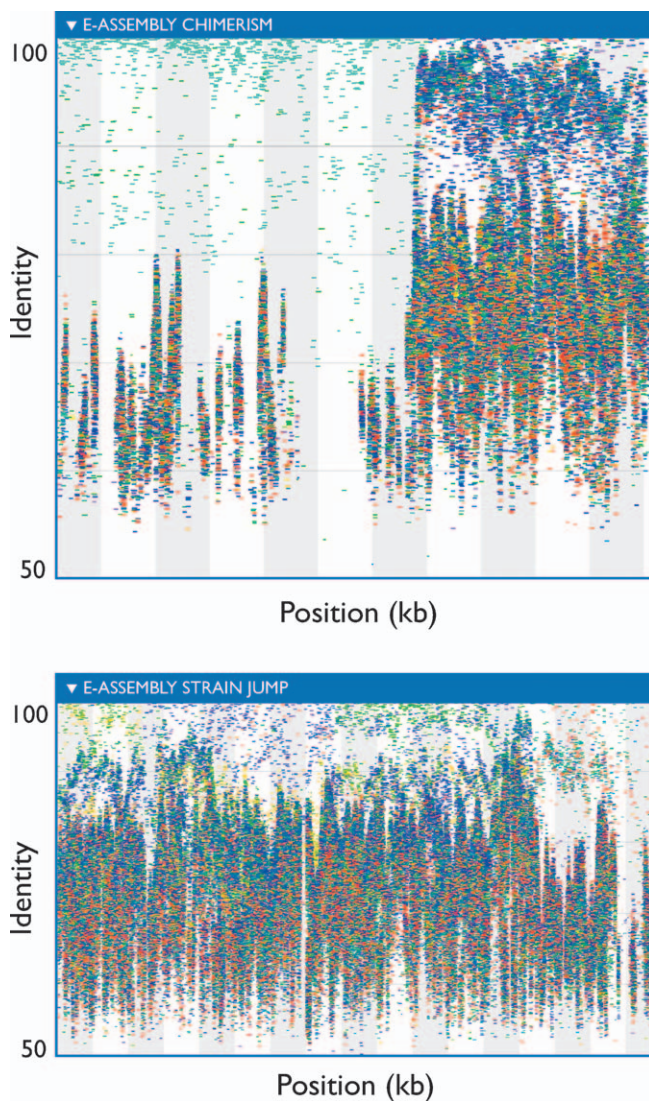 ▼ E-ASSEMBLY CHIMERISM
100
Identity
50
Position (kb)
▼ E-ASSEMBLY STRAIN JUMP
100
Identity
50
Position (kb)